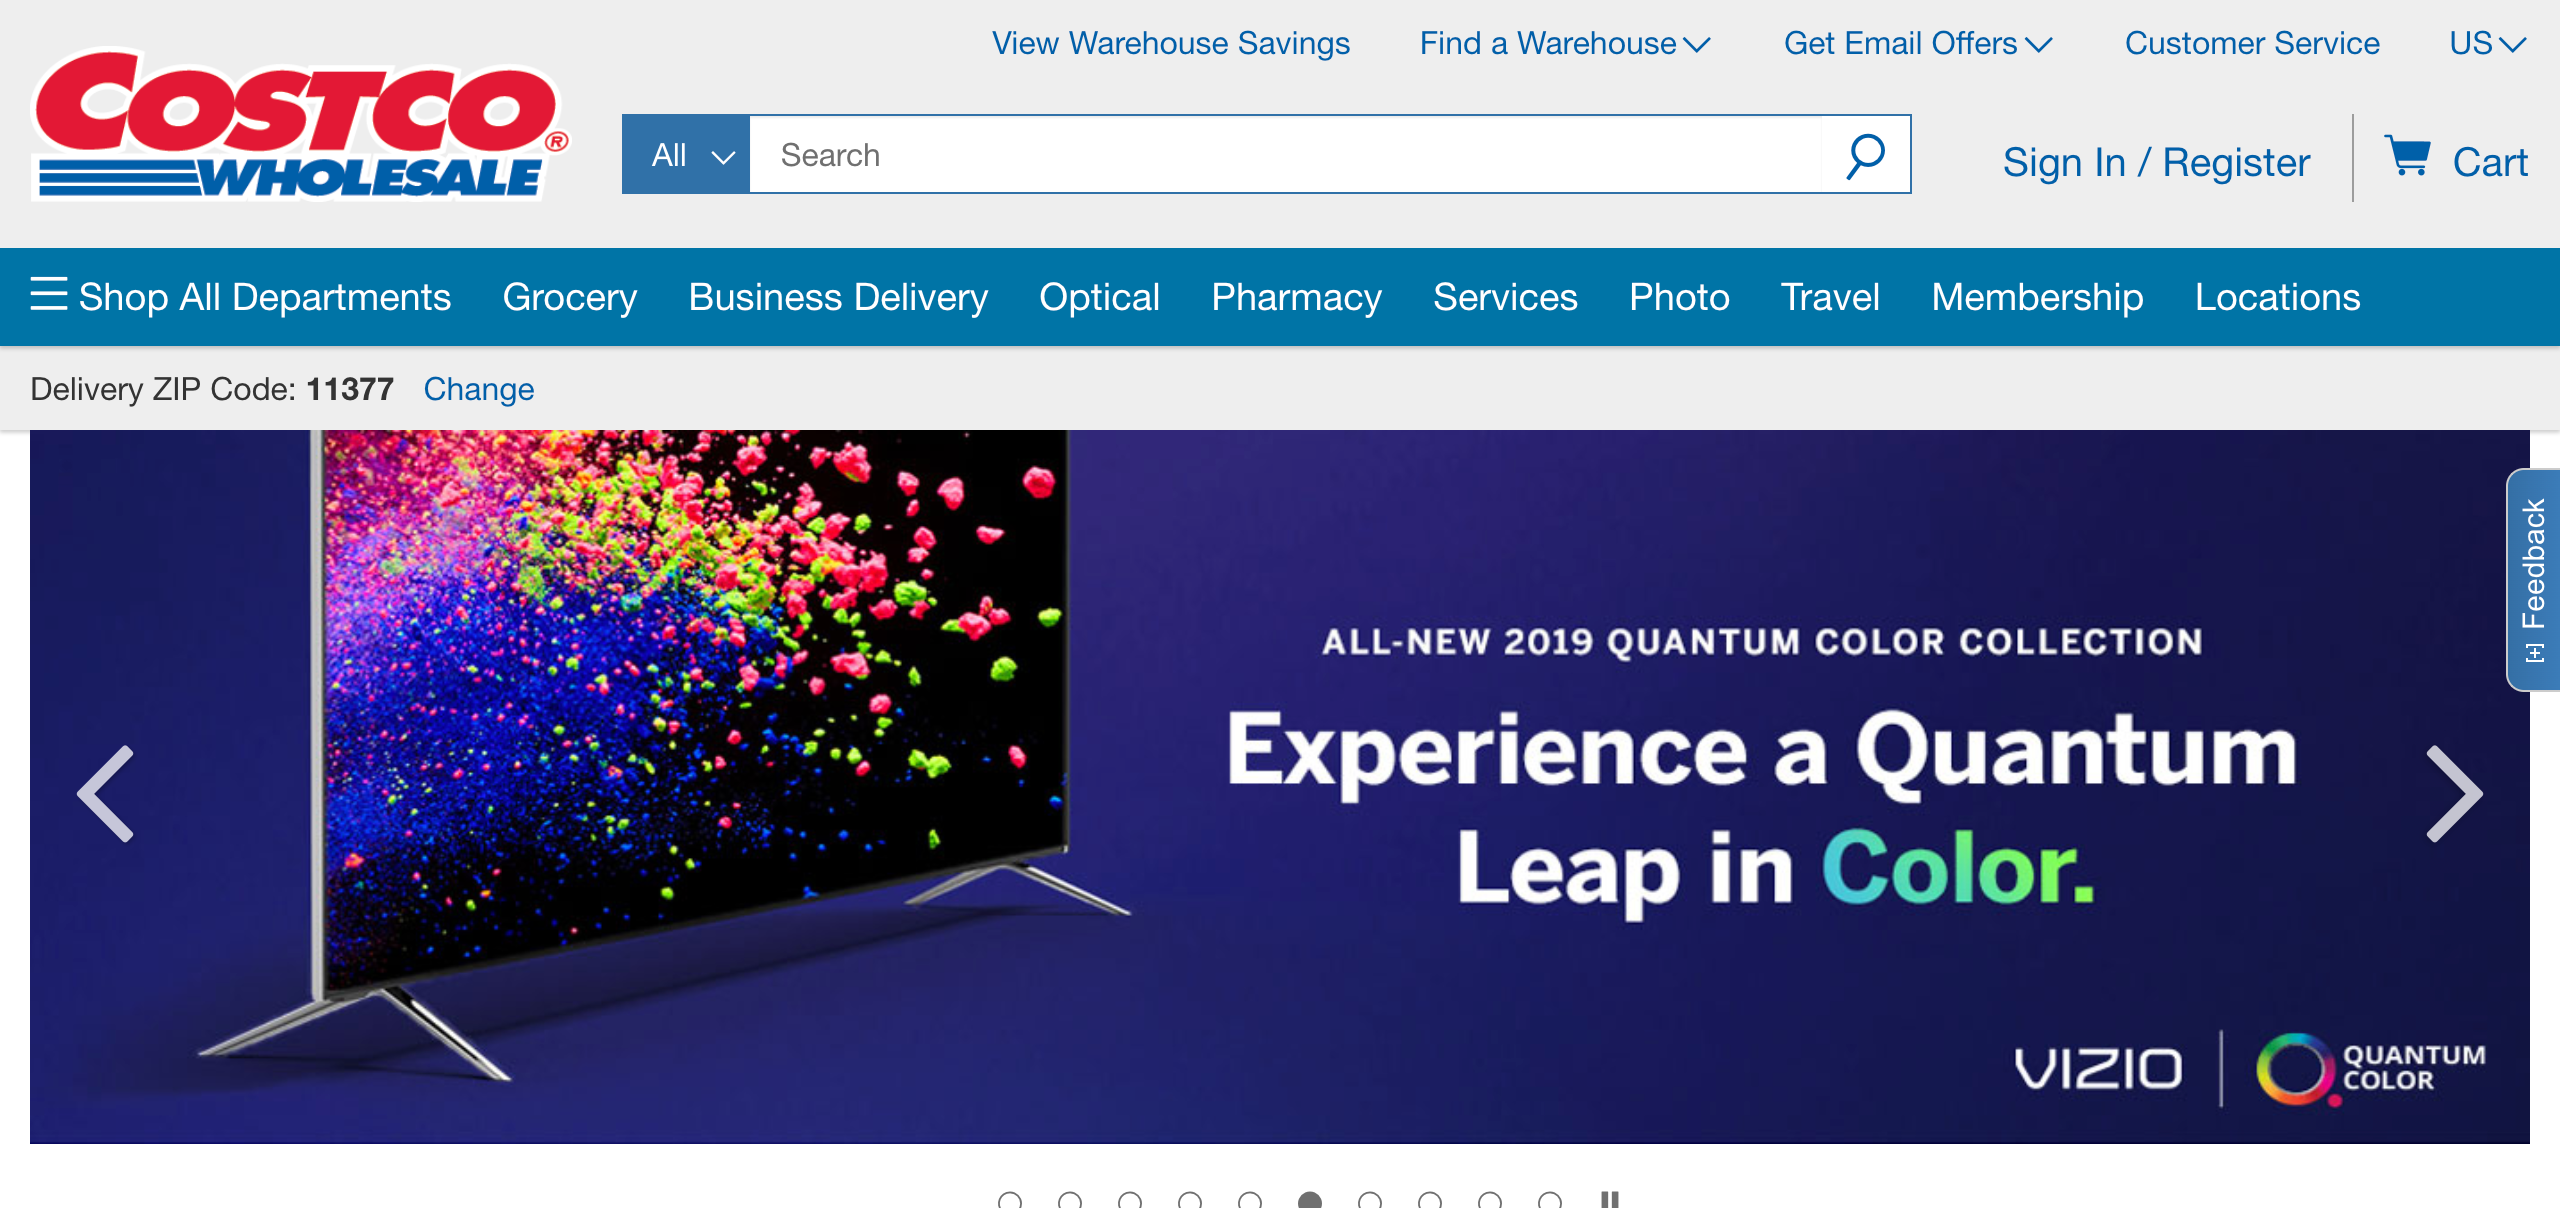 View Warehouse Savings Find a Warehouse Get Email Offers Customer Service US
COSTCO®
WHOLESALE
All Search Sign In / Register Cart
Shop All Departments Grocery Business Delivery Optical Pharmacy Services Photo Travel Membership Locations
Delivery ZIP Code: 11377 Change
ALL-NEW 2019 QUANTUM COLOR COLLECTION
Experience a Quantum
Leap in Color.
[+] Feedback
VIZIO QUANTUM
COLOR